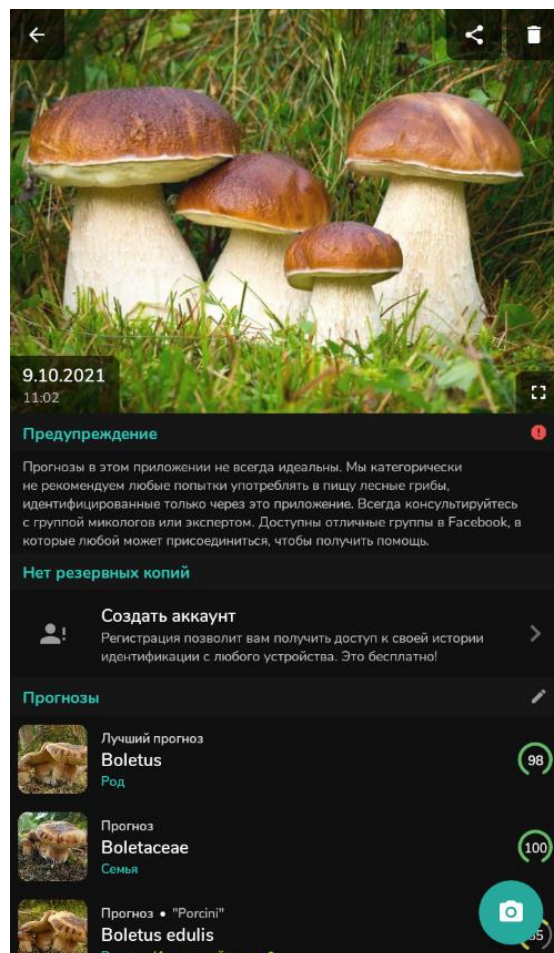 9.10.2021
11:02
Предупреждение
Прогнозы в этом приложении не всегда идеальны. Мы категорически
не рекомендуем любые попытки употреблять в пищу лесные грибы,
идентифицированные только через это приложение. Всегда консультируйтесь
с группой микологов или экспертом. Доступны отличные группы в Facebook, в
которые любой может присоединиться, чтобы получить помощь.
Нет резервных копий
Создать аккаунт
Регистрация позволит вам получить доступ к своей истории
идентификации с любого устройства. Это бесплатно!
Прогнозы
Лучший прогноз
Boletus
98
Род
Прогноз
Boletaceae
100
Семья
Прогноз • "Porcini"
Boletus edulis